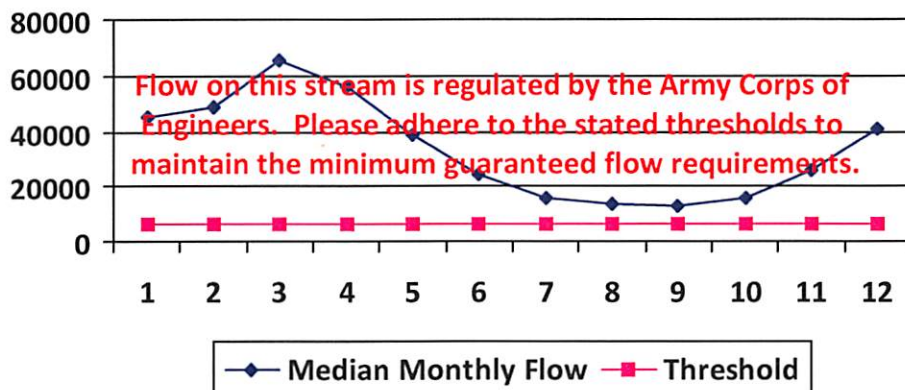 80000
60000
40000
20000
0
Flow on this stream is regulated by the Army Corps of
Engineers. Please adhere to the stated thresholds to
maintain the minimum guaranteed flow requirements.
1 2 3 4 5 6 7 8 9 10 11 12
Median Monthly Flow Threshold